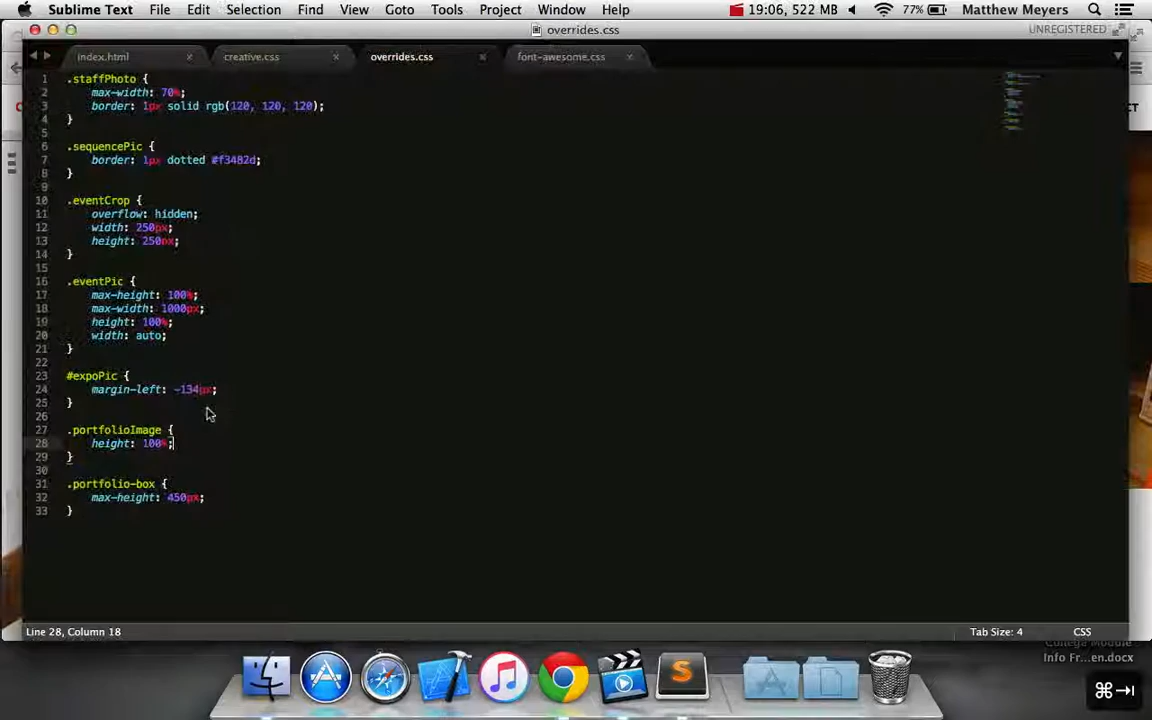 Sublime Text File Edit Selection Find View Goto Tools Project Window Help 19:06, 522 MB 77% Matthew Meyers
overrides.css UNREGISTERED
index.html creative.css overrides.css font-awesome.css
1 .staffPhoto {
2 max-width: 70%;
3 border: 1px solid rgb(120, 120, 120);
4 }
5
6 .sequencePic {
7 border: 1px dotted #f3482d;
8 }
9
10 .eventCrop {
11 overflow: hidden;
12 width: 250px;
13 height: 250px;
14 }
15
16 .eventPic {
17 max-height: 100%;
18 max-width: 1000px;
19 height: 100%;
20 width: auto;
21 }
22
23 #expoPic {
24 margin-left: -134px;
25 }
26
27 .portfolioImage {
28 height: 100%;
29 }
30
31 .portfolio-box {
32 max-height: 450px;
33 }
Line 28, Column 18 Tab Size: 4 CSS
College Module
Info Fr...en.docx